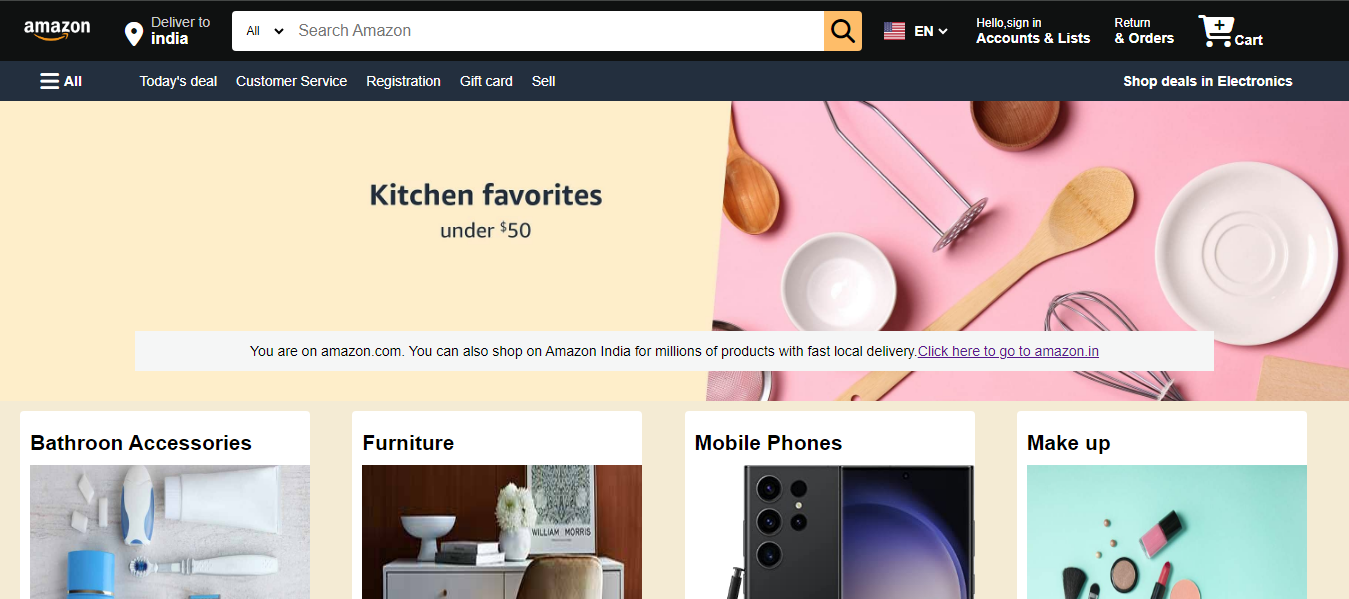 amazon
Deliver to
india
All
Search Amazon
EN
Hello,sign in
Accounts & Lists
Return
& Orders
Cart
All
Today's deal
Customer Service
Registration
Gift card
Sell
Shop deals in Electronics
Kitchen favorites
under $50
You are on amazon.com. You can also shop on Amazon India for millions of products with fast local delivery.Click here to go to amazon.in
Bathroon Accessories
Furniture
Mobile Phones
Make up
WILLIAM MORRIS